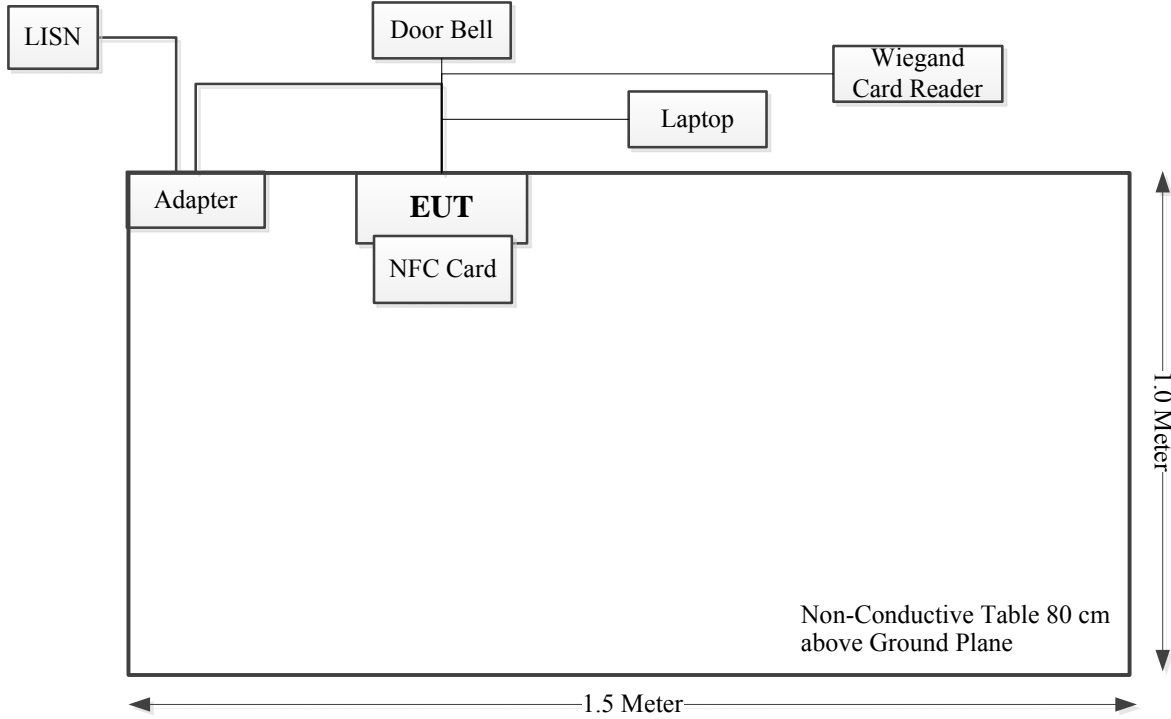 LISN
Door Bell
Wiegand
Card Reader
Laptop
Adapter
EUT
NFC Card
1.0 Meter
Non-Conductive Table 80 cm
above Ground Plane
1.5 Meter